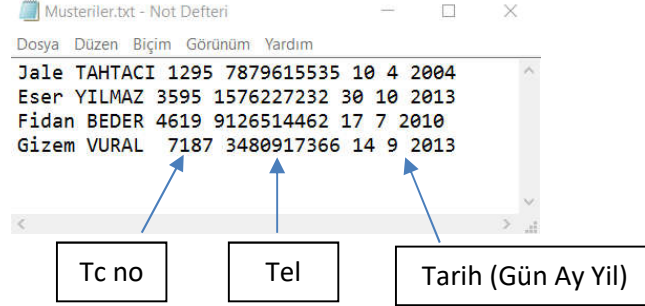 Musteriler.txt - Not Defteri
Dosya Düzen Biçim Görünüm Yardım
Jale TAHTACI 1295 7879615535 10 4 2004
Eser YILMAZ 3595 1576227232 30 10 2013
Fidan BEDER 4619 9126514462 17 7 2010
Gizem VURAL 7187 3480917366 14 9 2013
Tc no
Tel
Tarih (Gün Ay Yil)